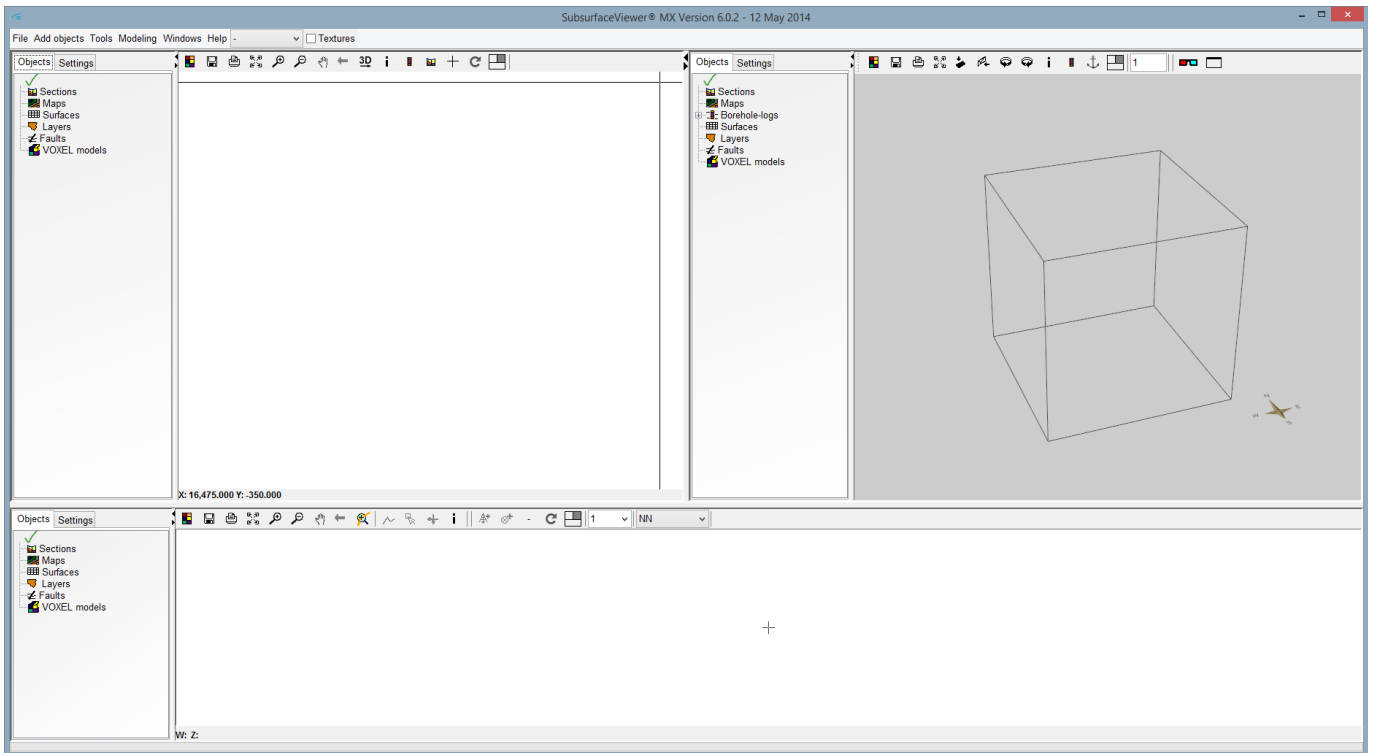 SubsurfaceViewer® MX Version 6.0.2 - 12 May 2014
File Add objects Tools Modeling Windows Help - Textures
Objects Settings
3D
Sections
Maps
Surfaces
Layers
Faults
VOXEL models
X: 16,475.000 Y: -350.000
Objects Settings
1
Sections
Maps
Borehole-logs
Surfaces
Layers
Faults
VOXEL models
Objects Settings
1 NN
Sections
Maps
Surfaces
Layers
Faults
VOXEL models
W: Z: